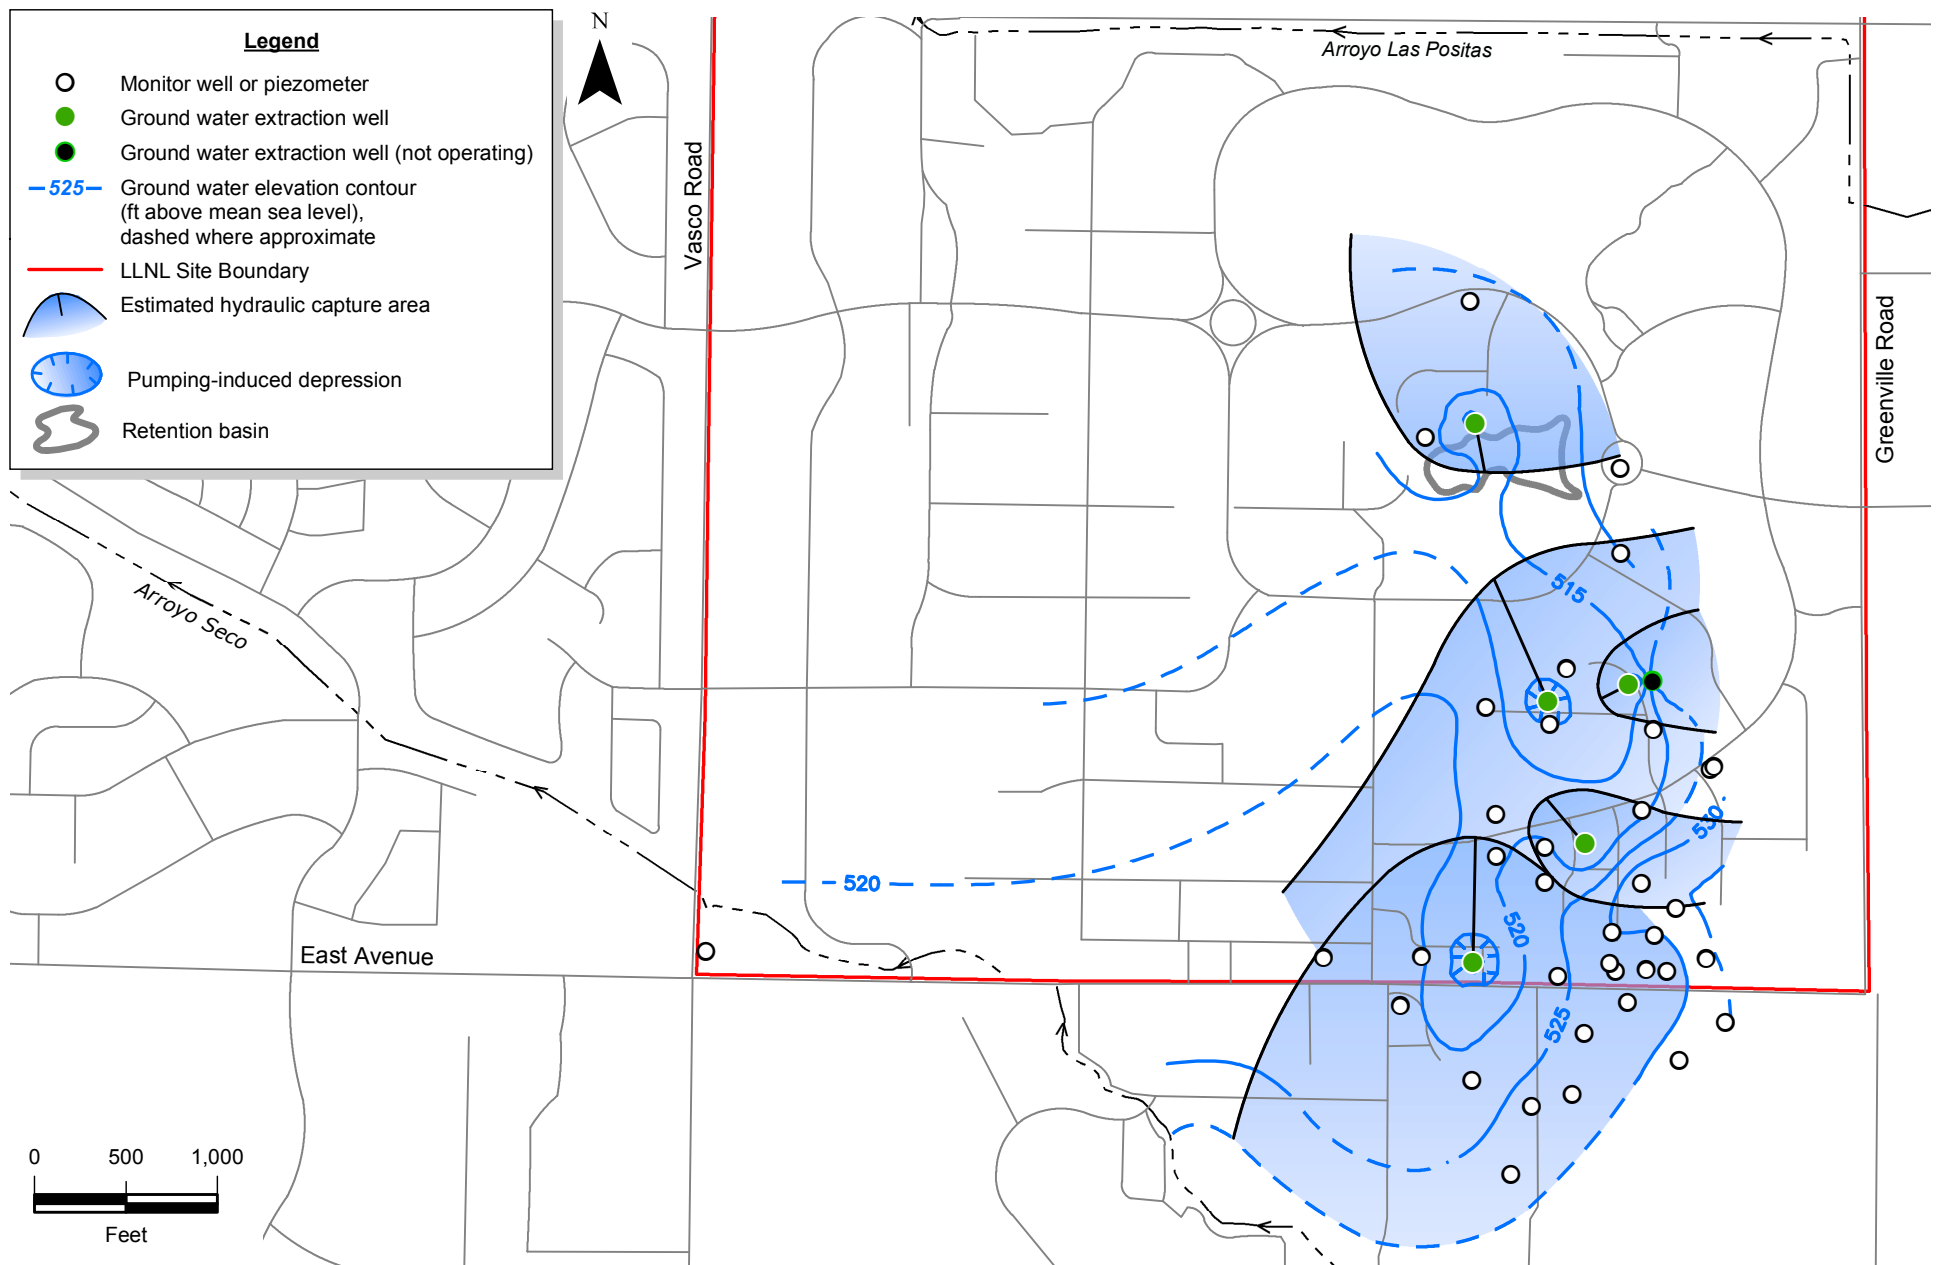 Legend
Monitor well or piezometer
Ground water extraction well
Ground water extraction well (not operating)
525
Ground water elevation contour
(ft above mean sea level),
dashed where approximate
LLNL Site Boundary
Estimated hydraulic capture area
Pumping-induced depression
Retention basin
N
Vasco Road
Arroyo Las Positas
Greenville Road
Arroyo Seco
515
530
520
520
East Avenue
525
0 500 1,000
Feet